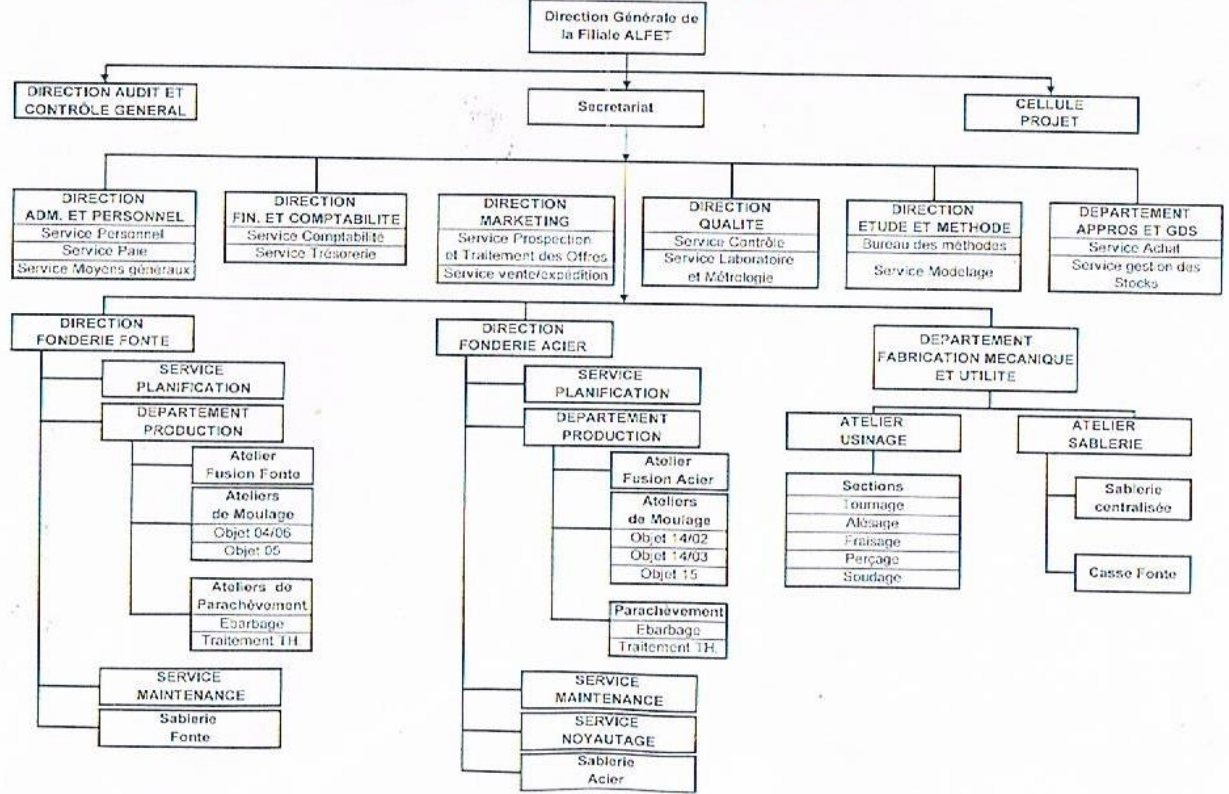 Direction Générale de
la Filiale ALFET
DIRECTION AUDIT ET
CONTRÔLE GENERAL
Secretariat
CELLULE
PROJET
DIRECTION
ADM. ET PERSONNEL
Service Personnel
Service Paie
Service Moyens généraux
DIRECTION
FIN. ET COMPTABILITE
Service Comptabilité
Service Trésorerie
DIRECTION
MARKETING
Service Prospection
et Traitement des Offres
Service vente/expédition
DIRECTION
QUALITE
Service Contrôle
Service Laboratoire
et Métrologie
DIRECTION
ETUDE ET METHODE
Bureau des méthodes
Service Modelage
DEPARTEMENT
APPROS ET GDS
Service Achat
Service gestion des
Stocks
DIRECTION
FONDERIE FONTE
SERVICE
PLANIFICATION
DEPARTEMENT
PRODUCTION
Atelier
Fusion Fonte
Ateliers
de Moulage
Objet 04/06
Objet 05
Ateliers de
Parachèvement
Ebarbage
Traitement TH.
SERVICE
MAINTENANCE
Sablerie
Fonte
DIRECTION
FONDERIE ACIER
SERVICE
PLANIFICATION
DEPARTEMENT
PRODUCTION
Atelier
Fusion Acier
Ateliers
de Moulage
Objet 14/02
Objet 14/03
Objet 15
Parachèvement
Ebarbage
Traitement TH.
SERVICE
MAINTENANCE
SERVICE
NOYAUTAGE
Sablerie
Acier
DEPARTEMENT
FABRICATION MECANIQUE
ET UTILITE
ATELIER
USINAGE
Sections
Tournage
Alésage
Fraisage
Perçage
Soudage
ATELIER
SABLERIE
Sablerie
centralisée
Casse Fonte